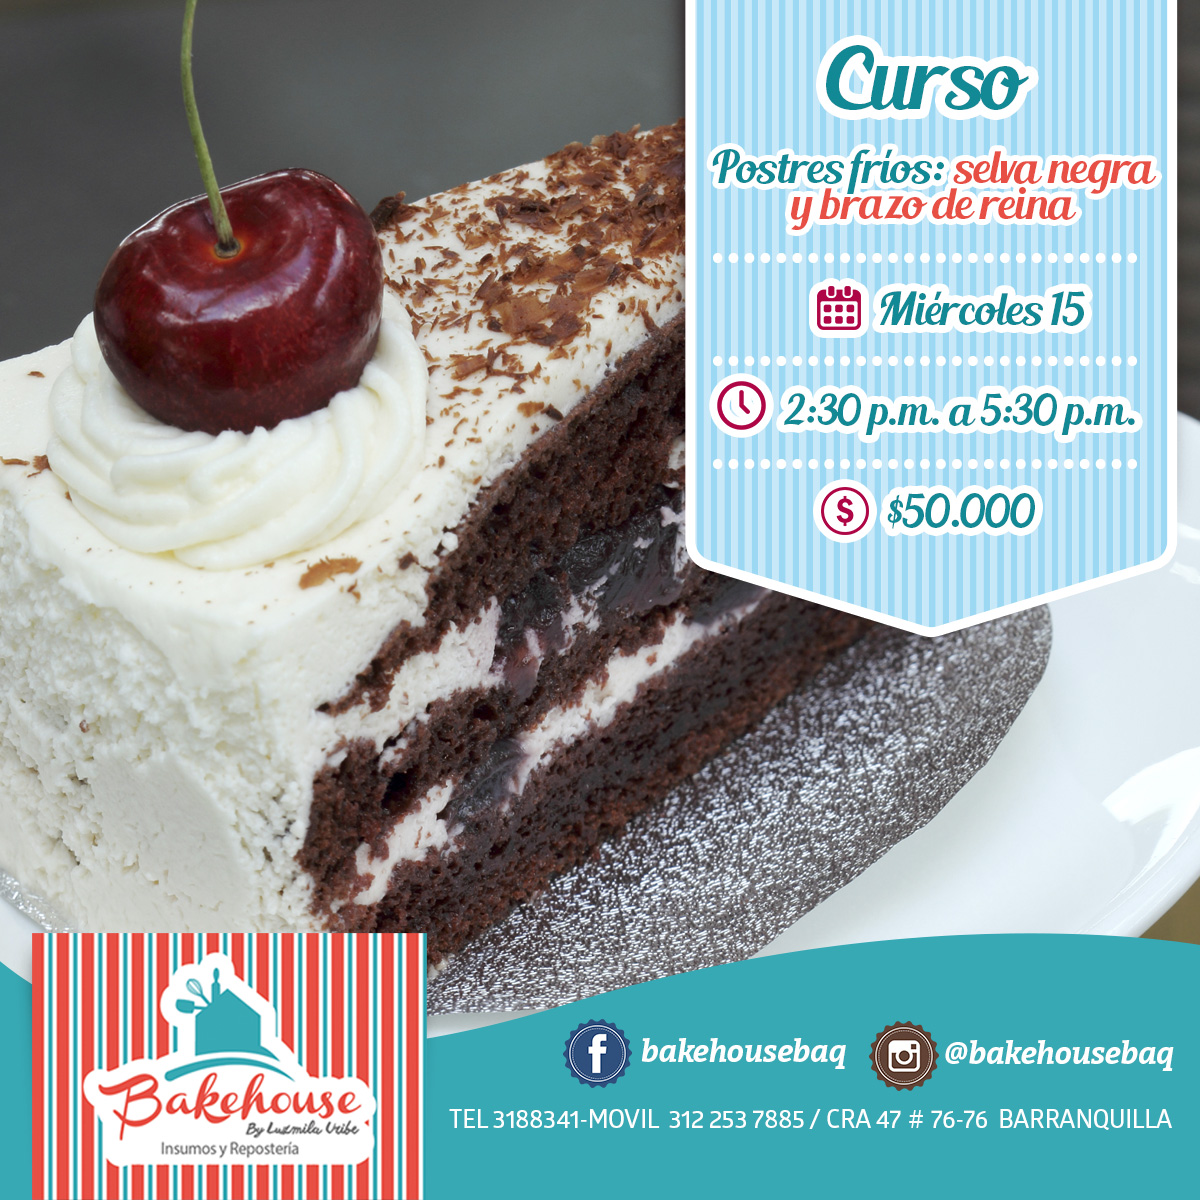 Curso
Postres fríos: selva negra
y brazo de reina
Miércoles 15
2:30 p.m. a 5:30 p.m.
$ $50.000
Bakehouse
By Luzmila Uribe
Insumos y Repostería
f bakehousebaq @bakehousebaq
TEL 3188341-MOVIL 312 253 7885 / CRA 47 # 76-76 BARRANQUILLA